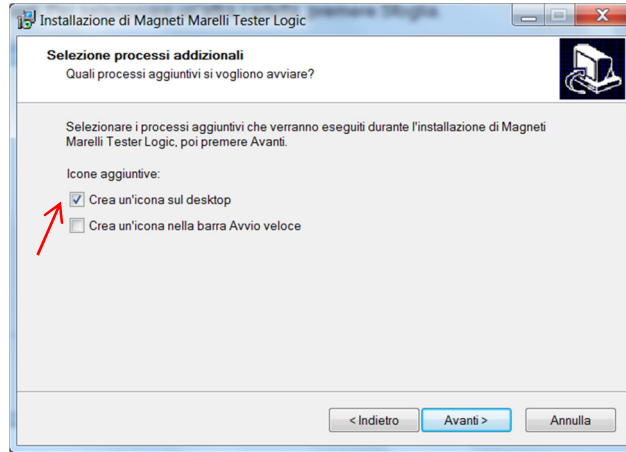 Installazione di Magneti Marelli Tester Logic
Selezione processi addizionali
Quali processi aggiuntivi si vogliono avviare?
Selezionare i processi aggiuntivi che verranno eseguiti durante l'installazione di Magneti
Marelli Tester Logic, poi premere Avanti.
Icone aggiuntive:
Crea un'icona sul desktop
Crea un'icona nella barra Avvio veloce
< Indietro
Avanti >
Annulla